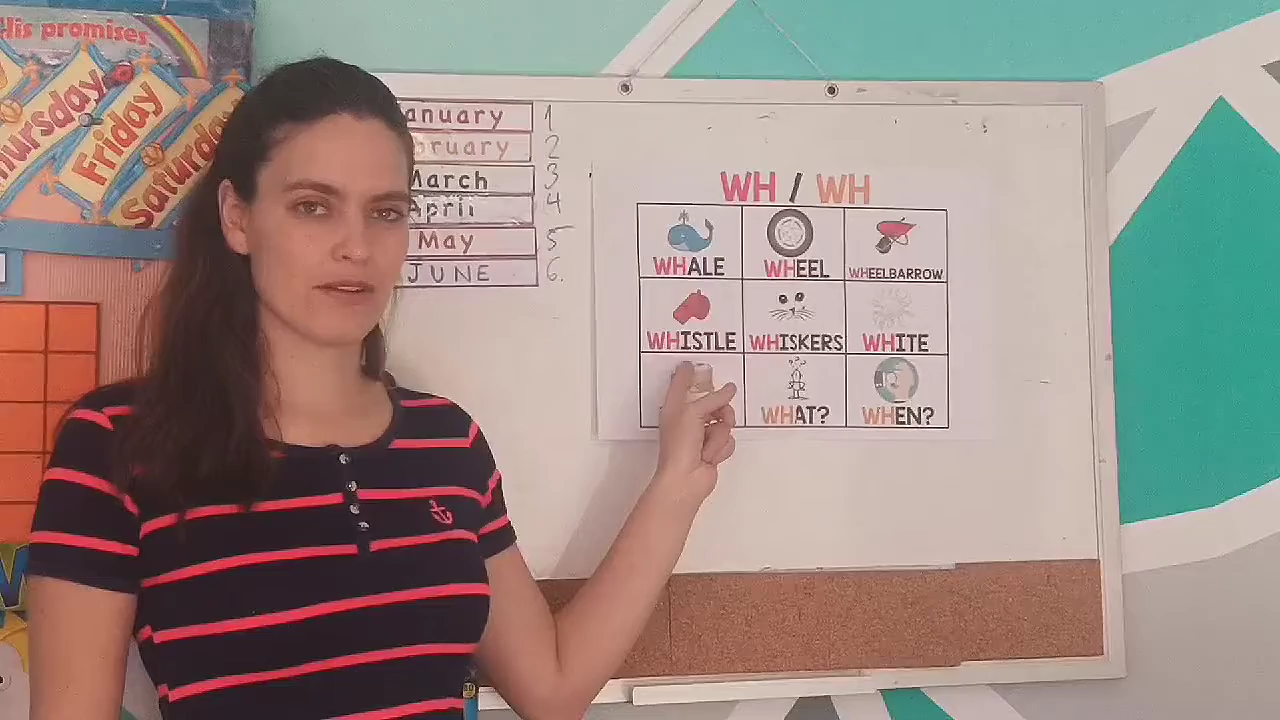 His promises
Thursday
Friday
Saturday
anuary 1
bruary 2
March 3
April 4
May 5
JUNE 6.
WH / WH
WHALE WHEEL WHEELBARROW
WHISTLE WHISKERS WHITE
WHAT? WHEN?